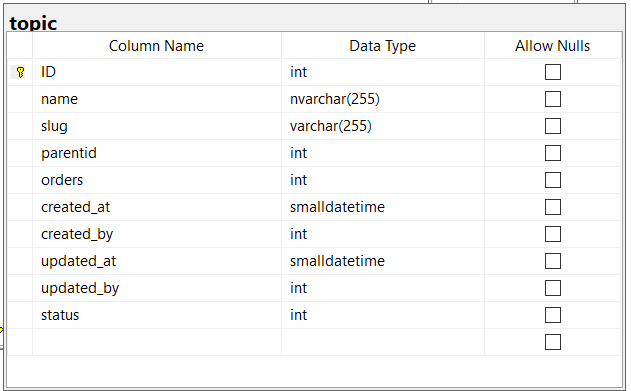 topic
Column Name Data Type Allow Nulls
ID int
name nvarchar(255)
slug varchar(255)
parentid int
orders int
created_at smalldatetime
created_by int
updated_at smalldatetime
updated_by int
status int